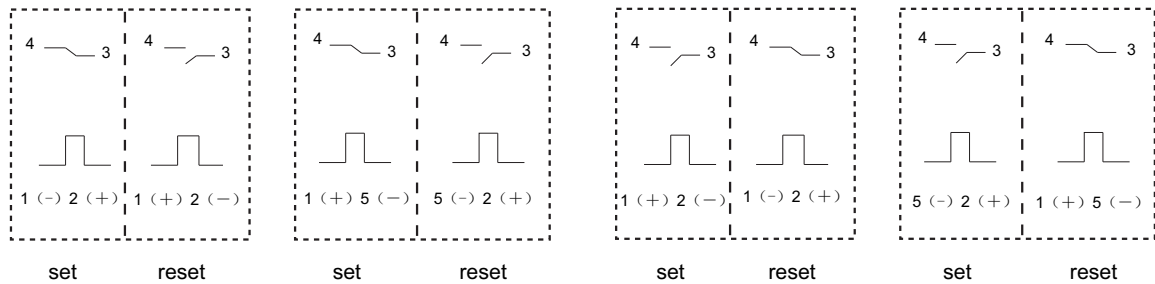 4 3 4 3 4 3 4 3 4 3 4 3 4 3 4 3
1（-）2（+） 1（+）2（—） 1（+）5（—） 5（-）2（+） 1（+）2（—） 1（-）2（+） 5（-）2（+） 1（+）5（—）
set reset set reset set reset set reset